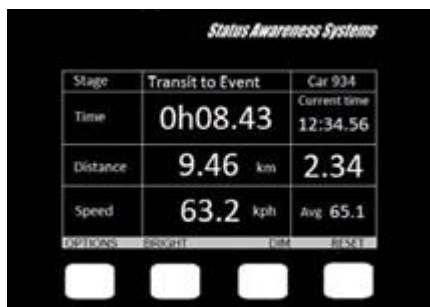 Status Awareness Systems
Stage Transit to Event Car 934
Time 0h08.43 Current time 12:34.56
Distance 9.46 km 2.34
Speed 63.2 kph Avg 65.1
OPTIONS BRIGHT DIM RESET